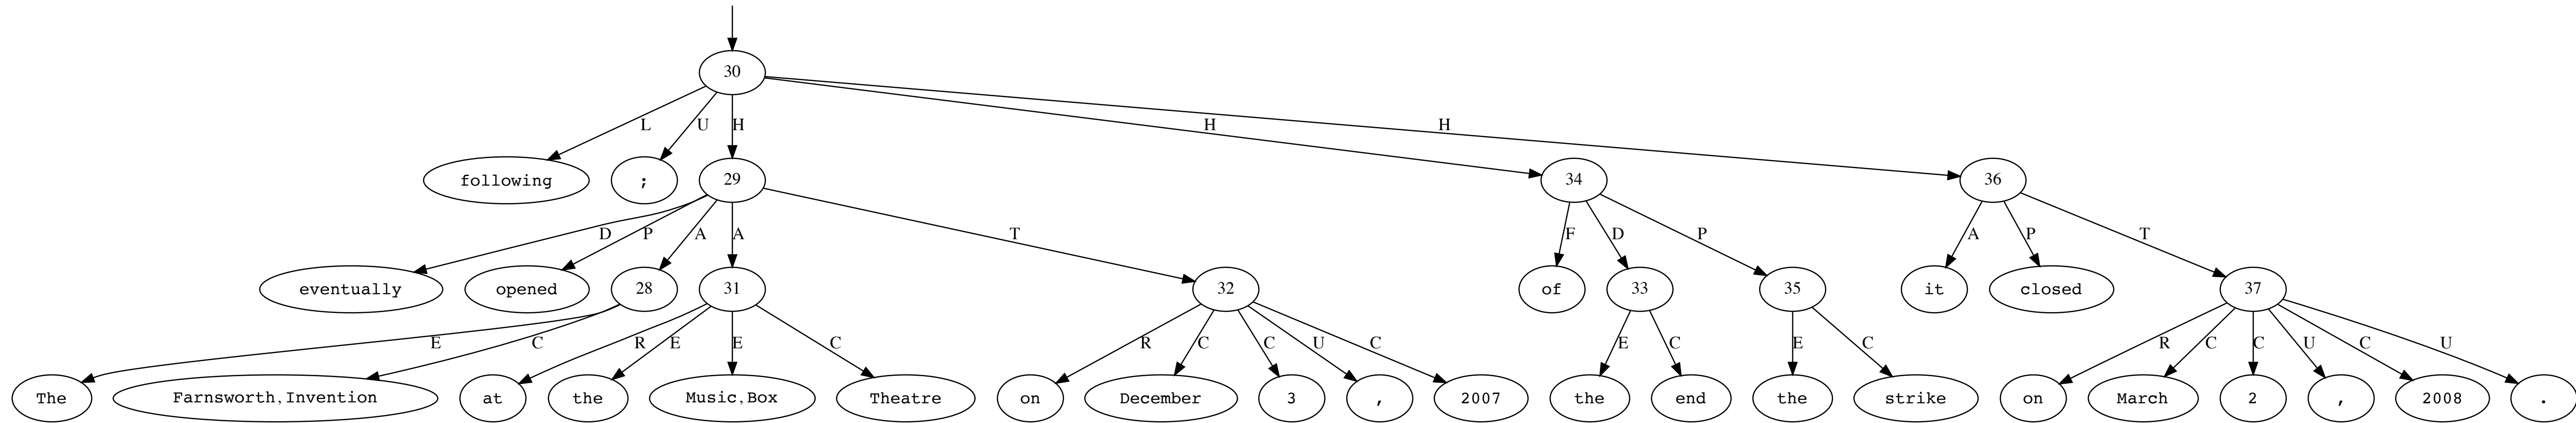 30
L U H H H
following ; 29 34 36
D P A A T F D P A P T
eventually opened 28 31 32 of 33 35 it closed 37
E C R E E C R C C U C E C E C R C C U C U
The Farnsworth,Invention at the Music,Box Theatre on December 3 , 2007 the end the strike on March 2 , 2008 .